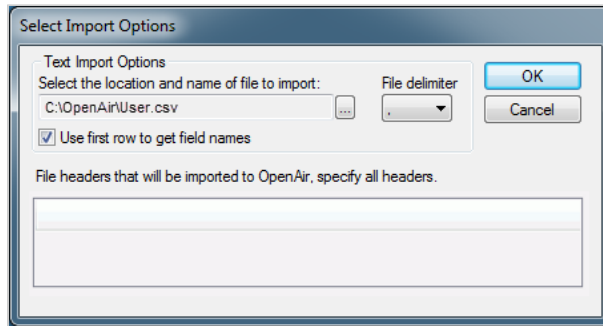 Select Import Options
Text Import Options
Select the location and name of file to import:
File delimiter
C:\OpenAir\User.csv
...
,
Use first row to get field names
OK
Cancel
File headers that will be imported to OpenAir, specify all headers.